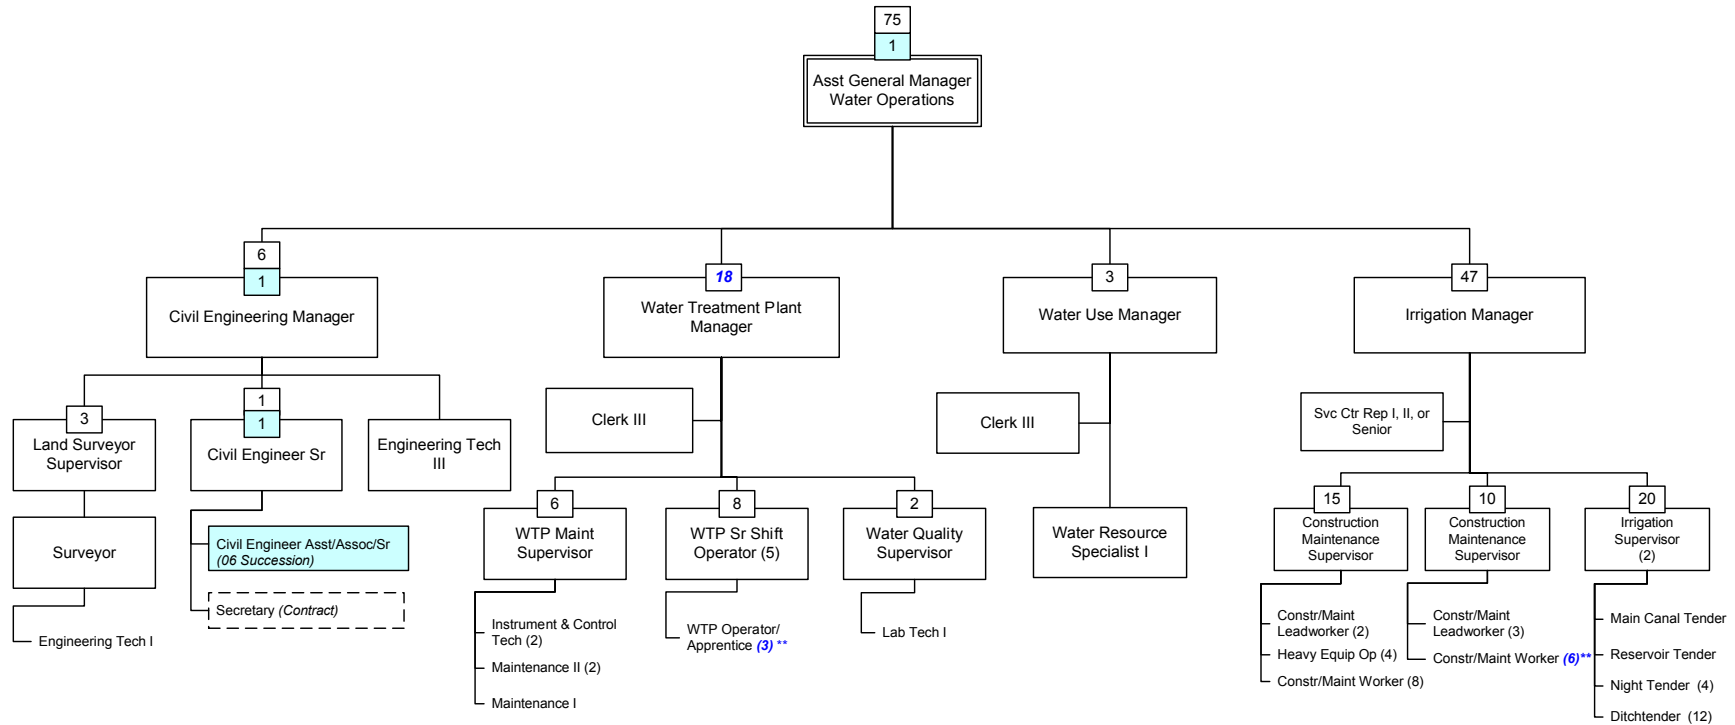 75
1
Asst General Manager
Water Operations
6
1
Civil Engineering Manager
18
Water Treatment Plant
Manager
3
Water Use Manager
47
Irrigation Manager
3
Land Surveyor
Supervisor
1
1
Civil Engineer Sr
Engineering Tech
III
Surveyor
Engineering Tech I
Civil Engineer Asst/Assoc/Sr
(06 Succession)
Secretary (Contract)
Clerk III
6
WTP Maint
Supervisor
Instrument & Control
Tech (2)
Maintenance II (2)
Maintenance I
8
WTP Sr Shift
Operator (5)
WTP Operator/
Apprentice (3) **
2
Water Quality
Supervisor
Lab Tech I
Clerk III
Water Resource
Specialist I
Svc Ctr Rep I, II, or
Senior
15
Construction
Maintenance
Supervisor
Constr/Maint
Leadworker (2)
Heavy Equip Op (4)
Constr/Maint Worker (8)
10
Construction
Maintenance
Supervisor
Constr/Maint
Leadworker (3)
Constr/Maint Worker (6)**
20
Irrigation
Supervisor
(2)
Main Canal Tender
Reservoir Tender
Night Tender (4)
Ditchtender (12)